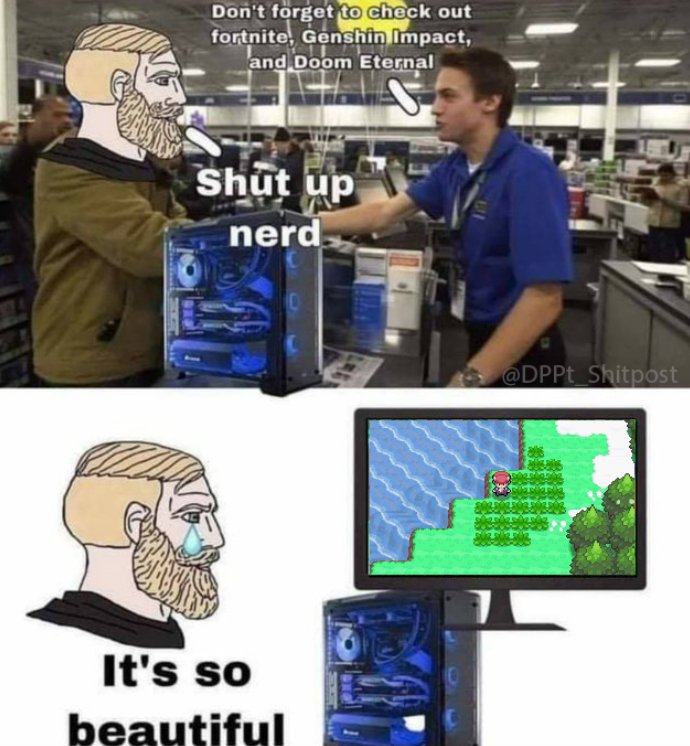 Don't forget to check out
fortnite, Genshin Impact,
and Doom Eternal
Shut up
nerd
@DPPt_Shitpost
It's so
beautiful